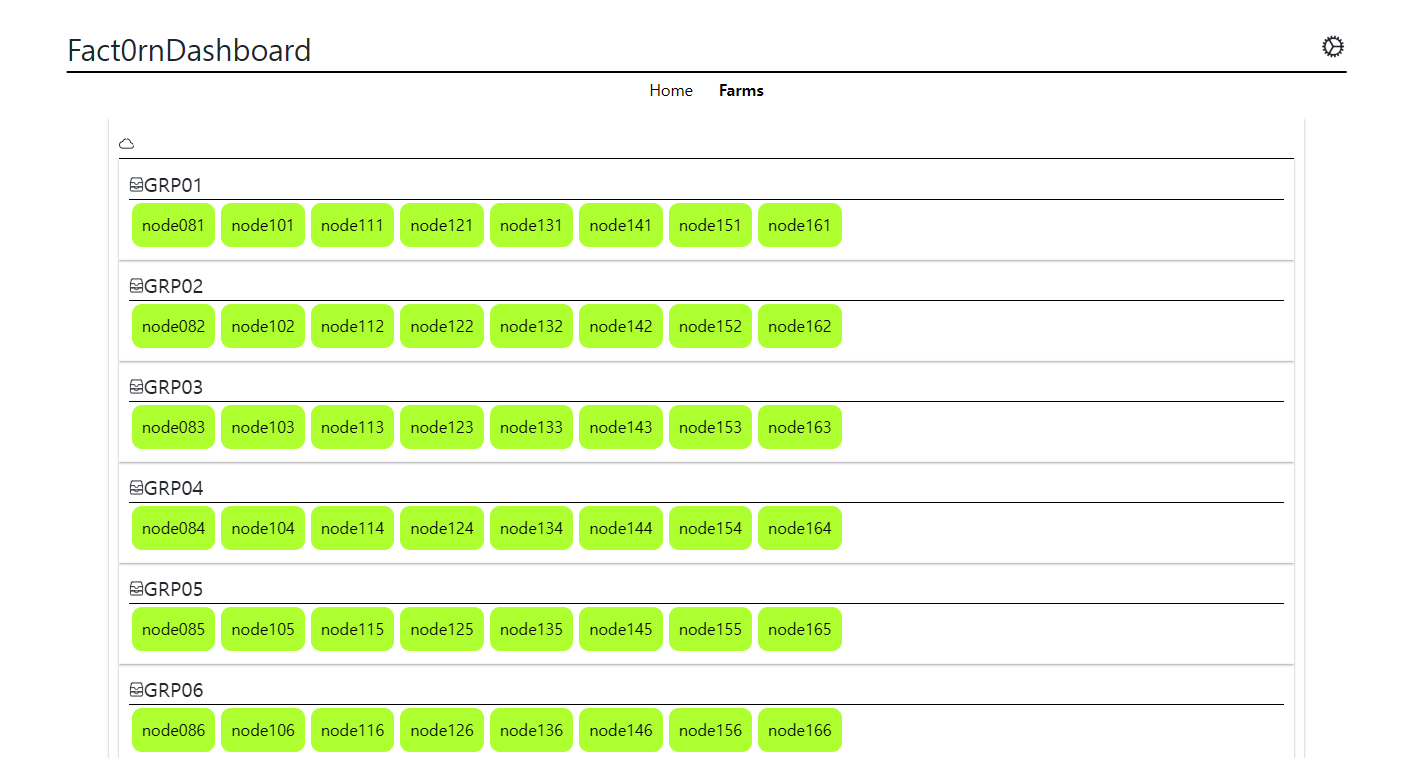 Fact0rnDashboard
Home Farms
GRP01
node081 node101 node111 node121 node131 node141 node151 node161
GRP02
node082 node102 node112 node122 node132 node142 node152 node162
GRP03
node083 node103 node113 node123 node133 node143 node153 node163
GRP04
node084 node104 node114 node124 node134 node144 node154 node164
GRP05
node085 node105 node115 node125 node135 node145 node155 node165
GRP06
node086 node106 node116 node126 node136 node146 node156 node166